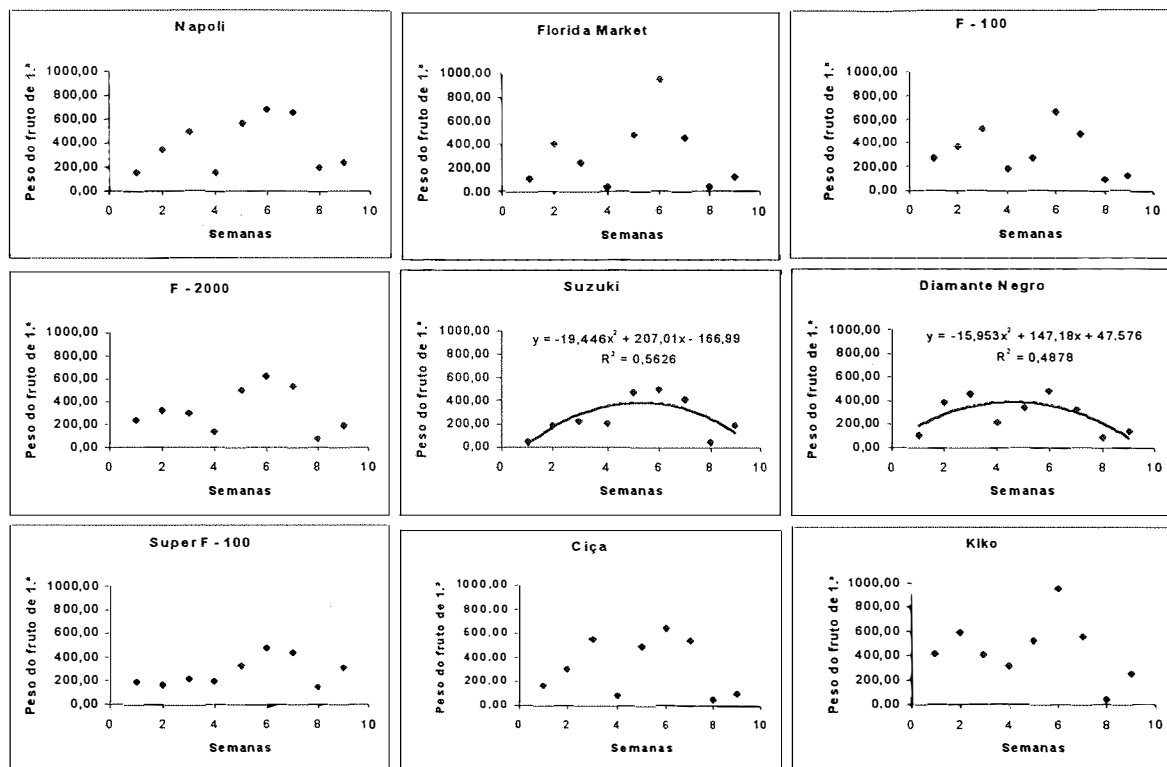 Napoli
Peso do fruto de 1.ª
1000,00
800,00
600,00
400,00
200,00
0,00
0 2 4 6 8 10
Semanas
Florida Market
Peso do fruto de 1.ª
1000,00
800,00
600,00
400,00
200,00
0,00
0 2 4 6 8 10
Semanas
F - 100
Peso do fruto de 1.ª
1000,00
800,00
600,00
400,00
200,00
0,00
0 2 4 6 8 10
Semanas
F - 2000
Peso do fruto de 1.ª
1000,00
800,00
600,00
400,00
200,00
0,00
0 2 4 6 8 10
Semanas
Suzuki
y = -19,446x² + 207,01x - 166,99
R² = 0,5626
Peso do fruto de 1.ª
1000,00
800,00
600,00
400,00
200,00
0,00
0 2 4 6 8 10
Semanas
Diamante Negro
y = -15,953x² + 147,18x + 47.576
R² = 0,4878
Peso do fruto de 1.ª
1000,00
800,00
600,00
400,00
200,00
0,00
0 2 4 6 8 10
Semanas
Super F - 100
Peso do fruto de 1.ª
1000,00
800,00
600,00
400,00
200,00
0,00
0 2 4 6 8 10
Semanas
Ciça
Peso do fruto de 1.ª
1000,00
800,00
600,00
400,00
200,00
0,00
0 2 4 6 8 10
Semanas
Kiko
Peso do fruto de 1.ª
1000,00
800,00
600,00
400,00
200,00
0,00
0 2 4 6 8 10
Semanas